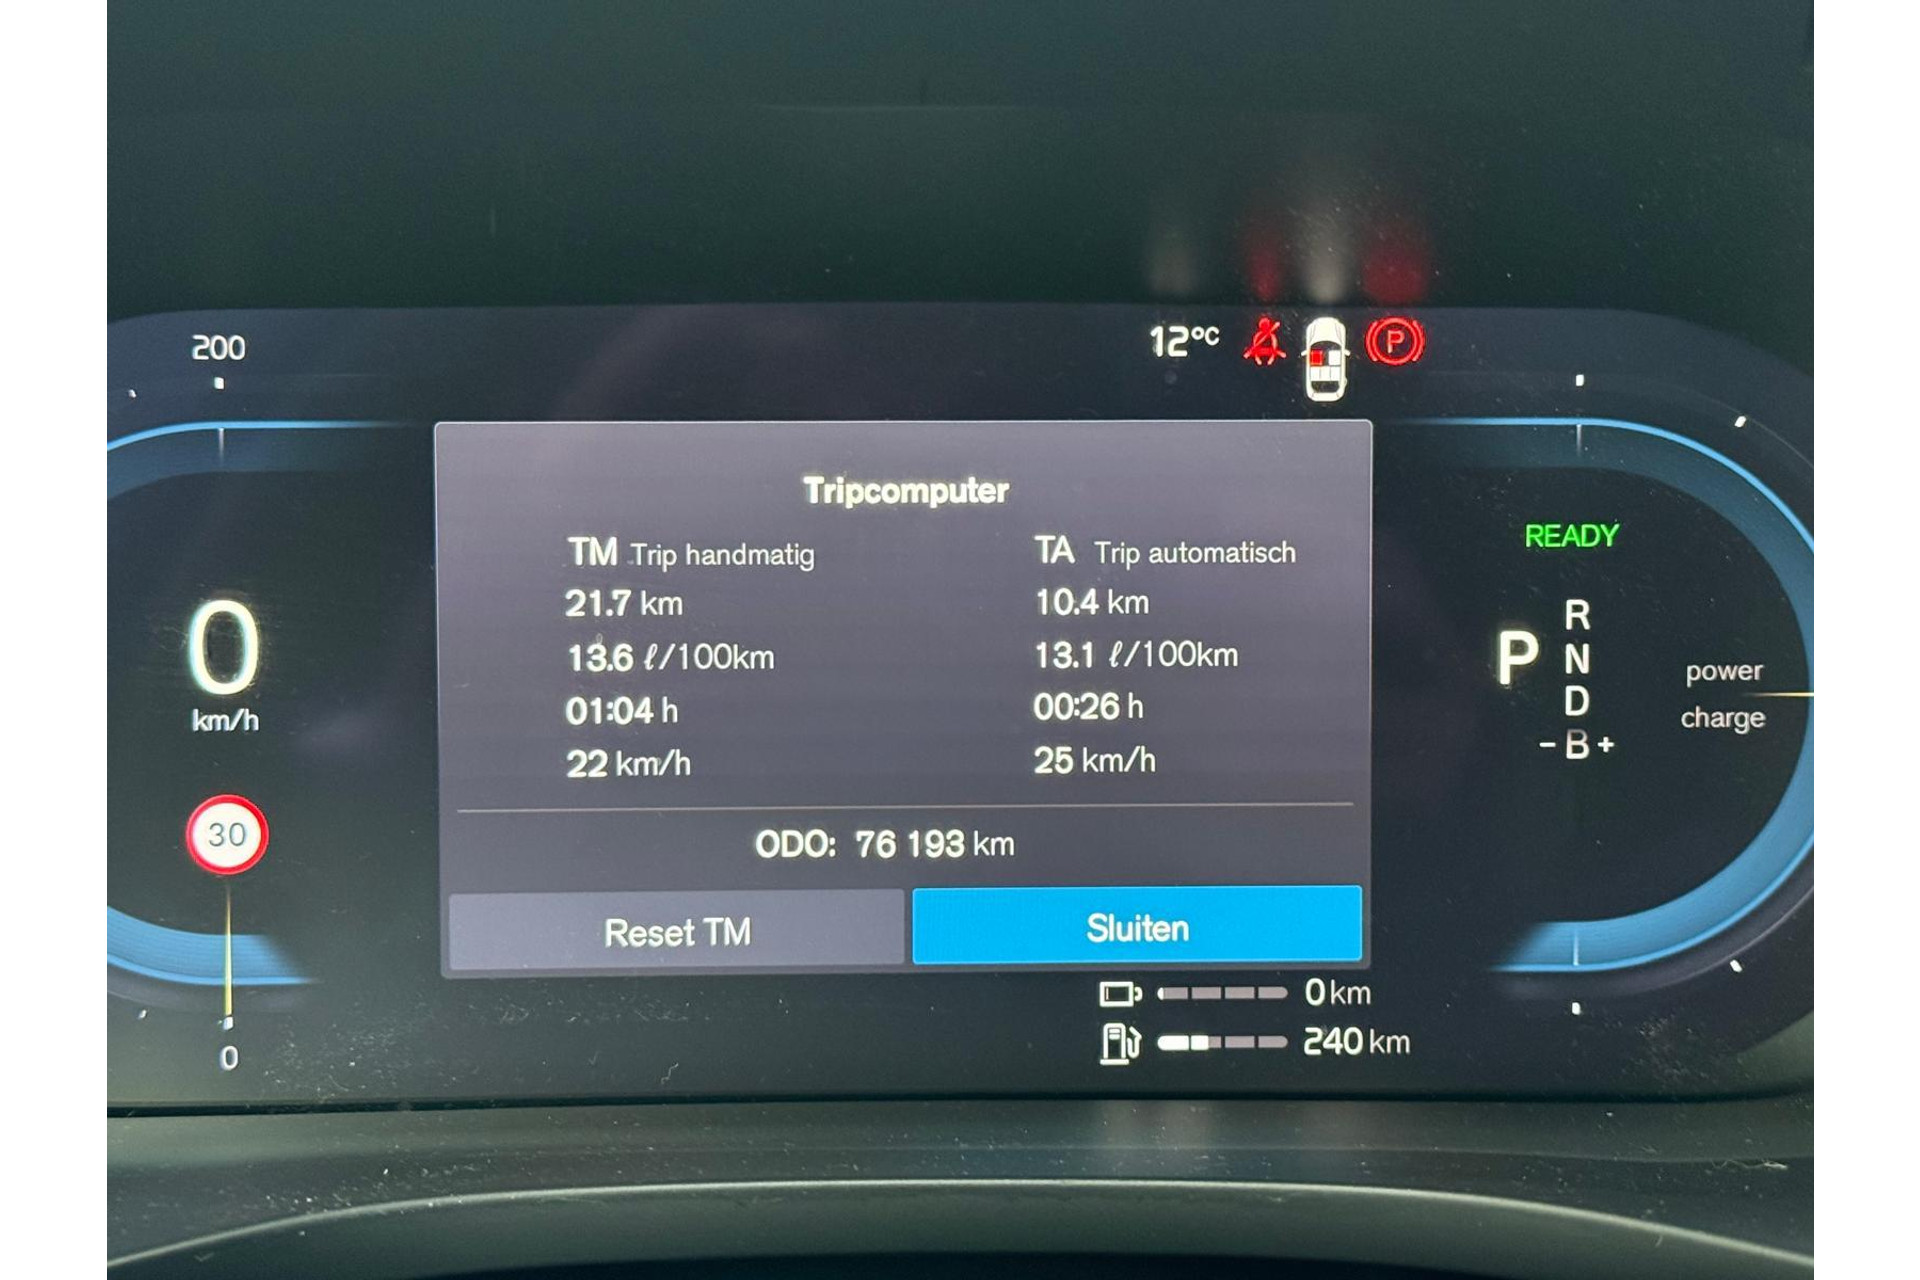 200
12°C
P
Tripcomputer
TM Trip handmatig
21.7 km
13.6 ℓ/100km
01:04 h
22 km/h
TA Trip automatisch
10.4 km
13.1 ℓ/100km
00:26 h
25 km/h
ODO: 76 193 km
Reset TM
Sluiten
0
km/h
30
0
READY
P
R
N
D
- B +
power
charge
0 km
240 km